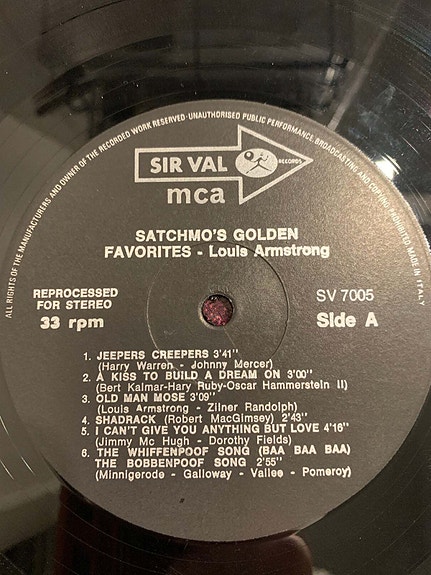 ALL RIGHTS OF THE MANUFACTURERS AND OWNER OF THE RECORDED WORK RESERVED·UNAUTHORISED PUBLIC PERFORMANCE, BROADCASTING AND COPYING PROHIBITED. MADE IN ITALY
SIR VAL RECORDS
mca
SATCHMO'S GOLDEN
FAVORITES - Louis Armstrong
REPROCESSED
FOR STEREO
33 rpm
SV 7005
Side A
1. JEEPERS CREEPERS 3'41"
(Harry Warren - Johnny Mercer)
2. A KISS TO BUILD A DREAM ON 3'00"
(Bert Kalmar-Hary Ruby-Oscar Hammerstein II)
3. OLD MAN MOSE 3'09"
(Louis Armstrong - Zilner Randolph)
4. SHADRACK (Robert MacGimsey) 2'43"
5. I CAN'T GIVE YOU ANYTHING BUT LOVE 4'16"
(Jimmy Mc Hugh - Dorothy Fields)
6. THE WHIFFENPOOF SONG (BAA BAA BAA)
THE BOBBENPOOF SONG 2'55"
(Minnigerode - Galloway - Vallee - Pomeroy)